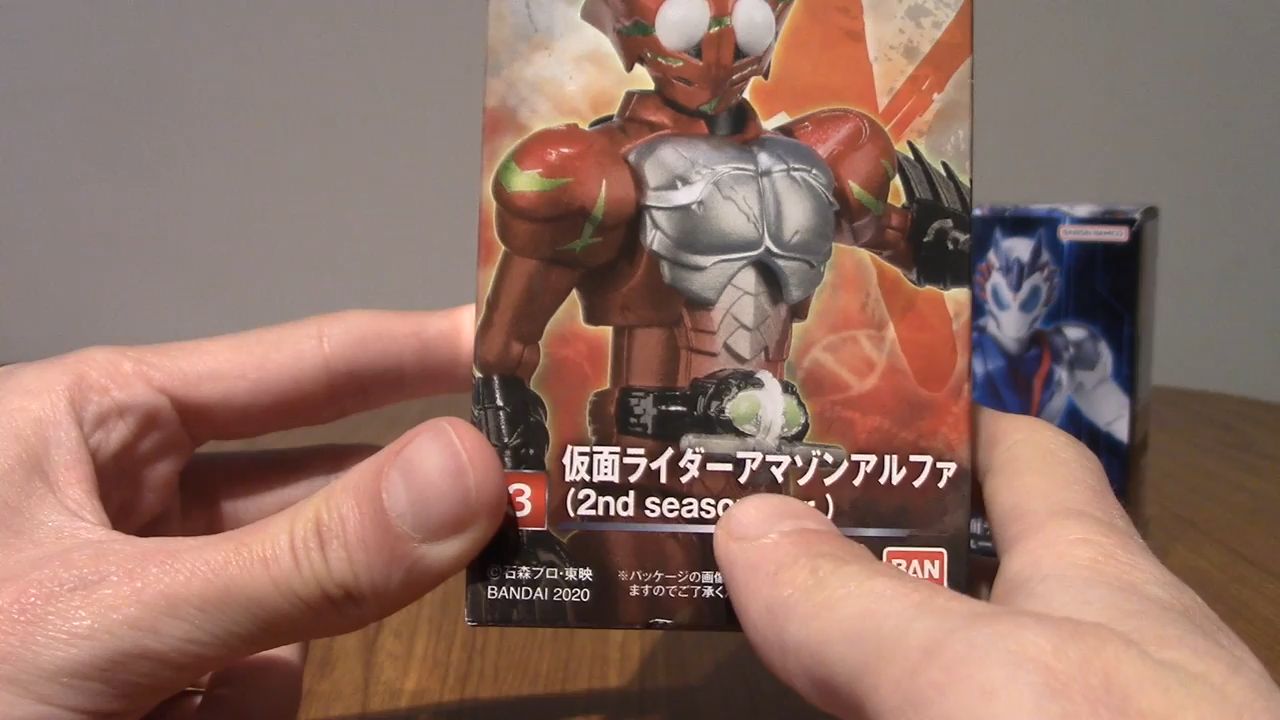 BANDAI NAMCO
仮面ライダーアマゾンアルファ
3
(2nd seaso r.)
©石森プロ・東映
BANDAI 2020
※パッケージの画像
ますのでご了承く
BAN